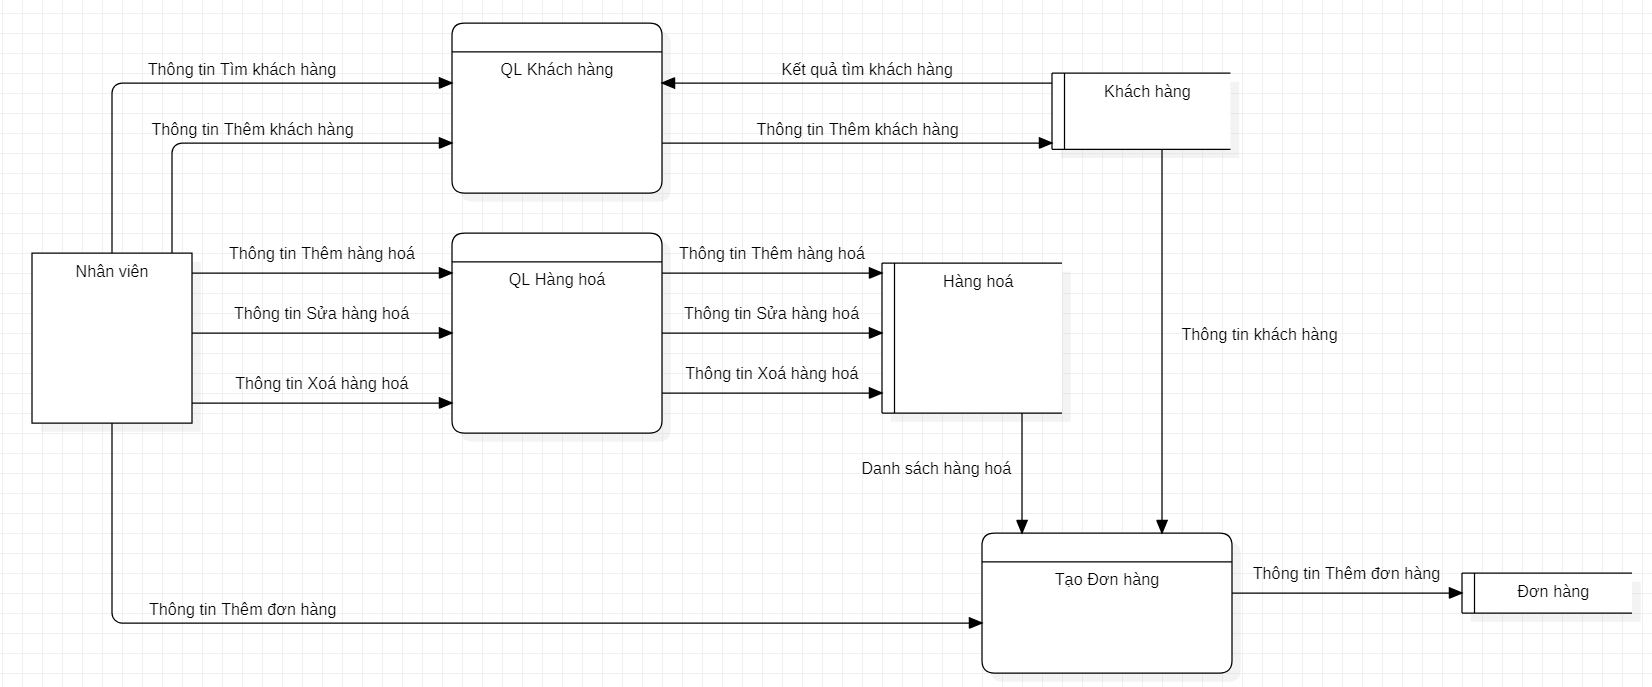 QL Khách hàng
Thông tin Tìm khách hàng
Kết quả tìm khách hàng
Khách hàng
Thông tin Thêm khách hàng
Thông tin Thêm khách hàng
Nhân viên
Thông tin Thêm hàng hoá
QL Hàng hoá
Thông tin Thêm hàng hoá
Hàng hoá
Thông tin Sửa hàng hoá
Thông tin Sửa hàng hoá
Thông tin khách hàng
Thông tin Xoá hàng hoá
Thông tin Xoá hàng hoá
Danh sách hàng hoá
Tạo Đơn hàng
Thông tin Thêm đơn hàng
Đơn hàng
Thông tin Thêm đơn hàng